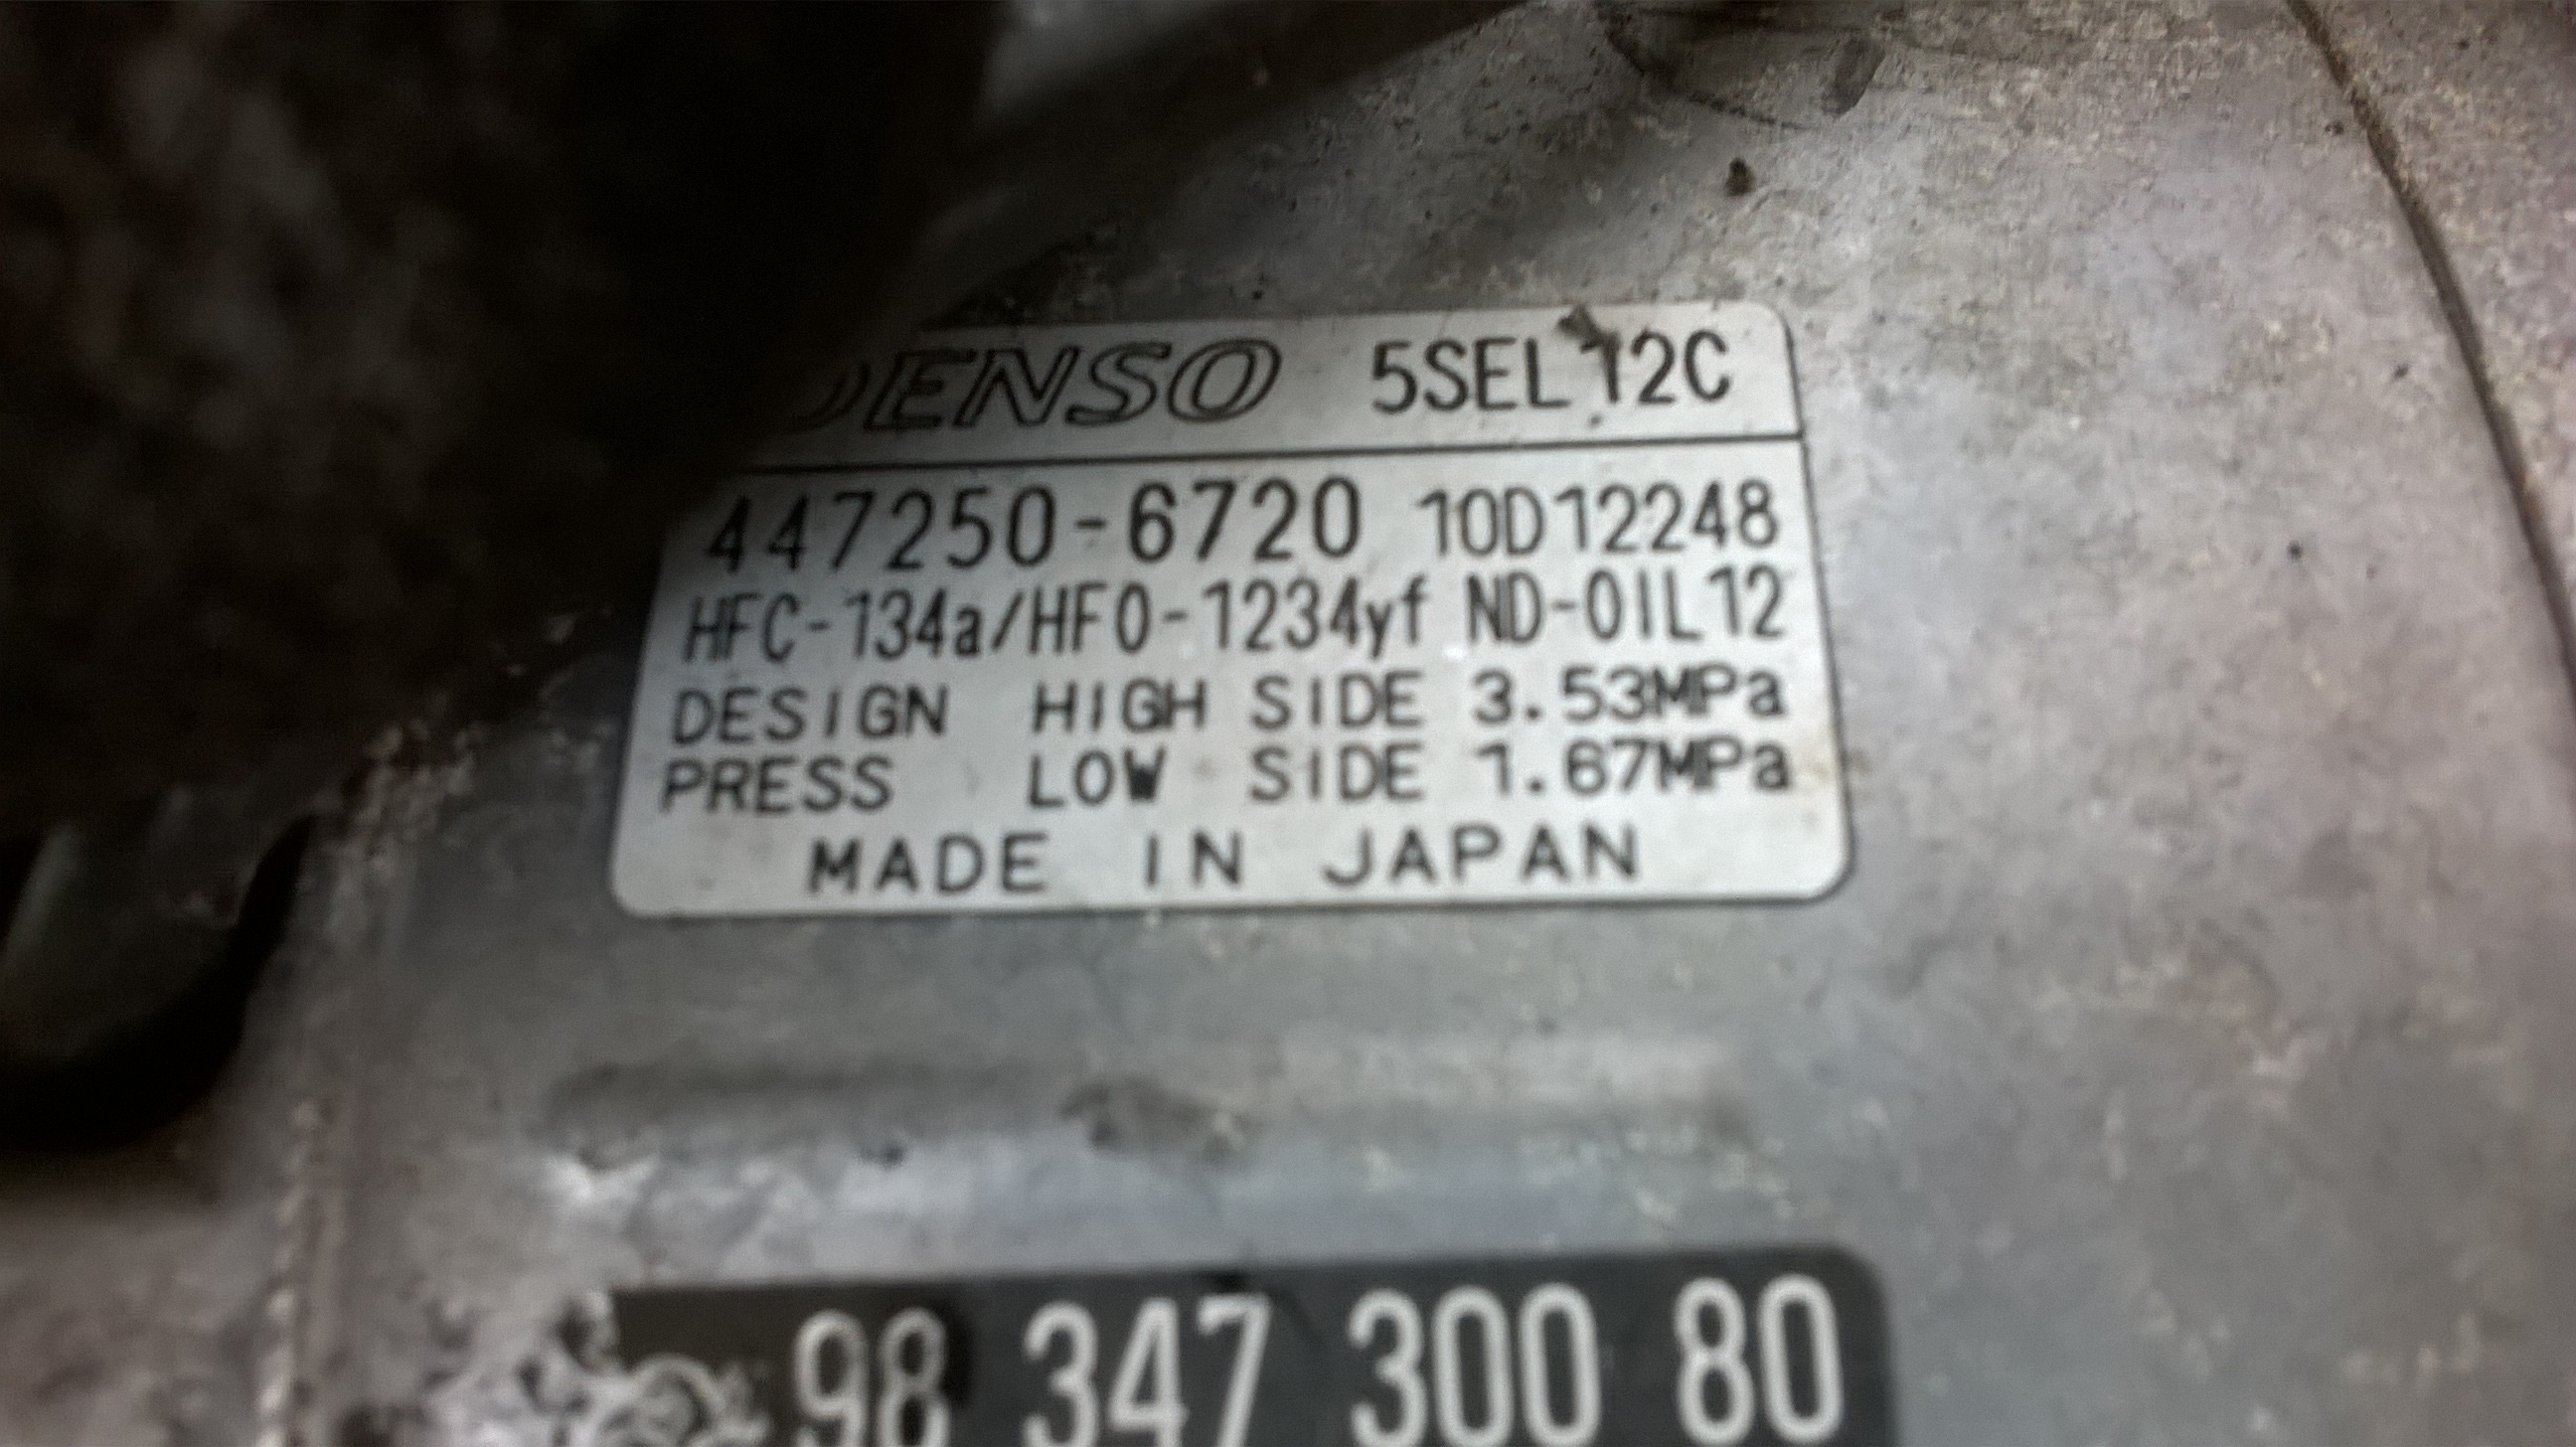 DENSO 5SEL12C
447250-6720 10D12248
HFC-134a/HFO-1234yf ND-OIL12
DESIGN HIGH SIDE 3.53MPa
PRESS LOW SIDE 1.67MPa
MADE IN JAPAN
98 347 300 80